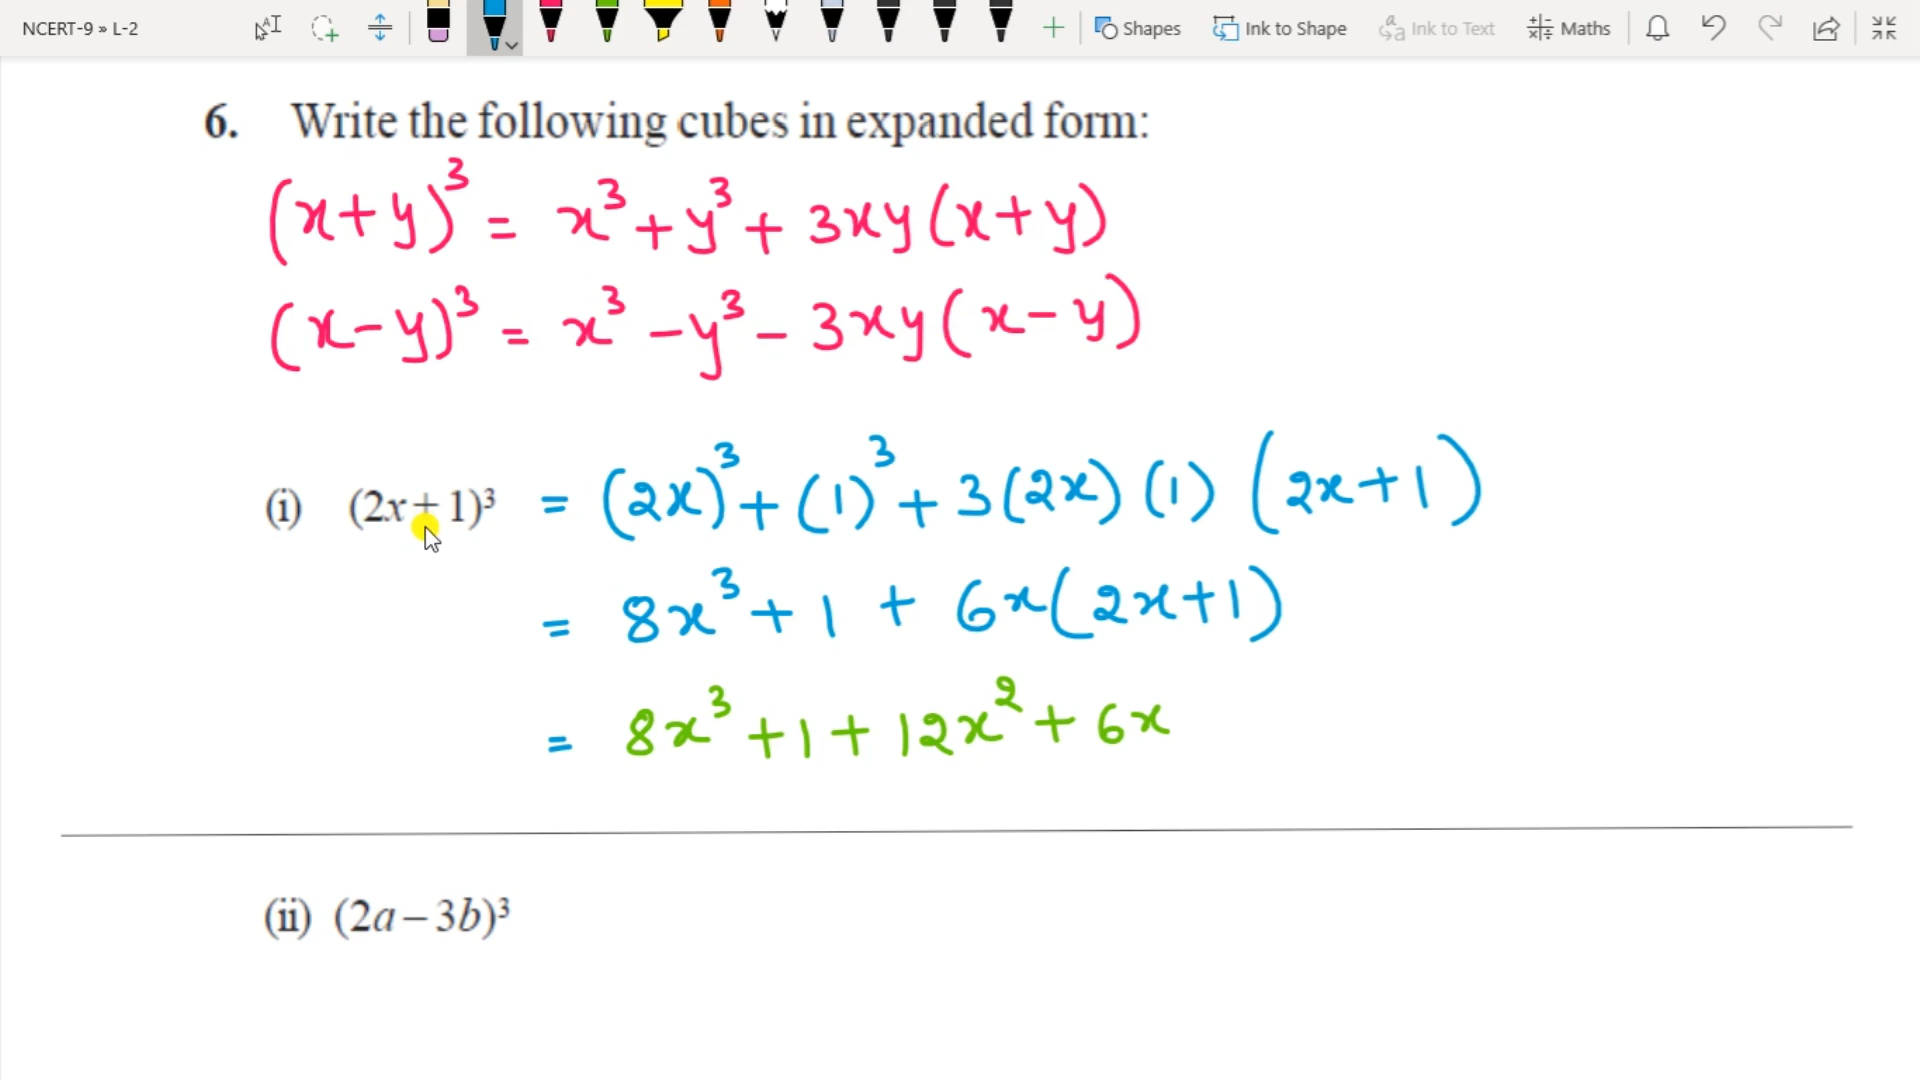 NCERT-9 » L-2 Shapes Ink to Shape Ink to Text Maths
6. Write the following cubes in expanded form:
(x+y)³ = x³ + y³ + 3xy(x+y)
(x-y)³ = x³ - y³ - 3xy(x-y)
(i) (2x + 1)³ = (2x)³ + (1)³ + 3(2x)(1)(2x+1)
= 8x³ + 1 + 6x(2x+1)
= 8x³ + 1 + 12x² + 6x
(ii) (2a – 3b)³